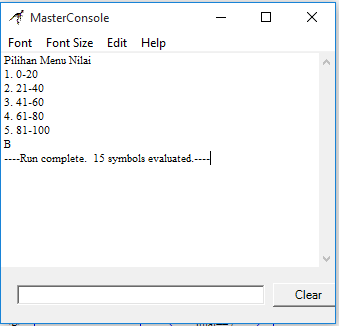 MasterConsole
Font Font Size Edit Help
Pilihan Menu Nilai
1. 0-20
2. 21-40
3. 41-60
4. 61-80
5. 81-100
B
----Run complete.  15 symbols evaluated.----
Clear